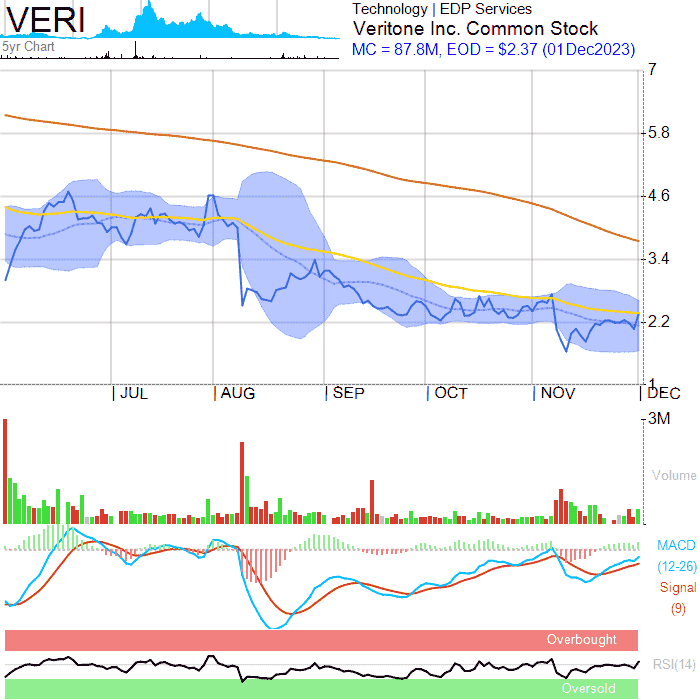 VERI
5yr Chart
Technology | EDP Services
Veritone Inc. Common Stock
MC = 87.8M, EOD = $2.37 (01Dec2023)
7
5.8
4.6
3.4
2.2
1
JUL AUG SEP OCT NOV DEC
3M
Volume
MACD
(12-26)
Signal
(9)
Overbought
RSI(14)
Oversold